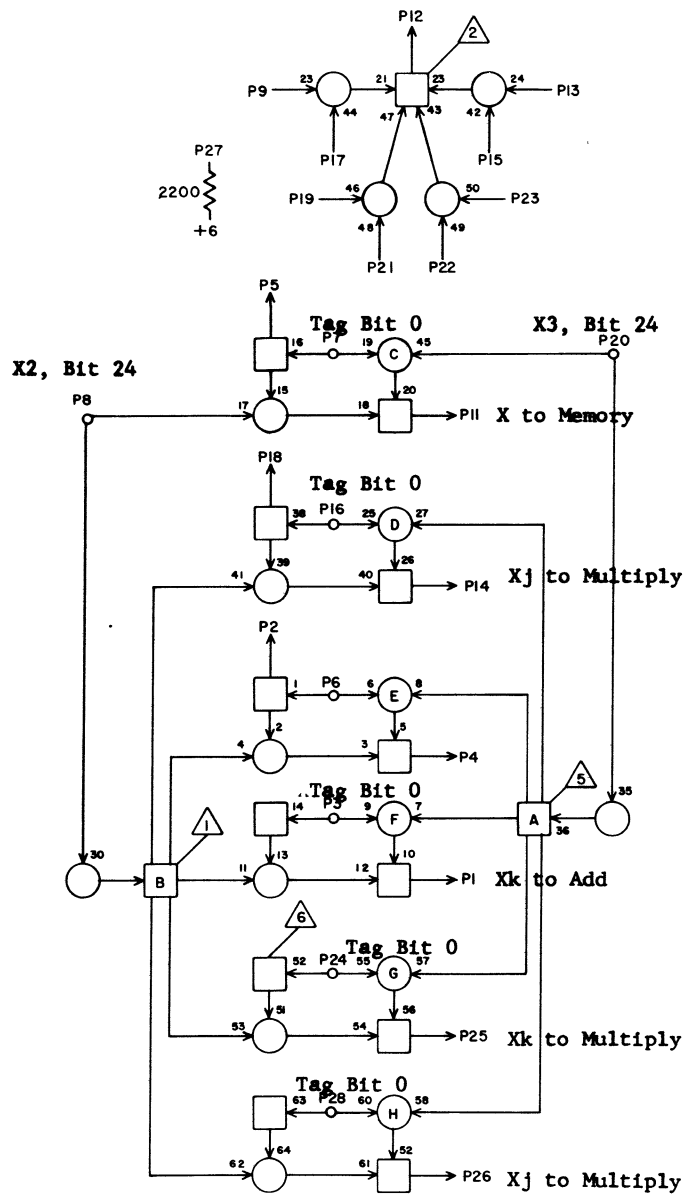 P12
2
P9 23 21 23 24 P13
44 47 43 42
P17 P15
P27
2200
+6
P19 46 50 P23
48 49
P21 P22
P5
Tag Bit 0 X3, Bit 24
P7 P20
16 19 C 45
X2, Bit 24
P8
15 20
17 18 P11 X to Memory
P18
Tag Bit 0
P16
38 25 D 27
39 26
41 40 P14 Xj to Multiply
P2
1 P6 6 E 8
2 5
4 3 P4
Tag Bit 0
5
1
14 P3 9 F 7 A 36 35
13 10
30 B 11 12 P1 Xk to Add
6
Tag Bit 0
52 P24 55 G 57
51 56
53 54 P25 Xk to Multiply
Tag Bit 0
63 P28 60 H 58
64 52
62 61 P26 Xj to Multiply